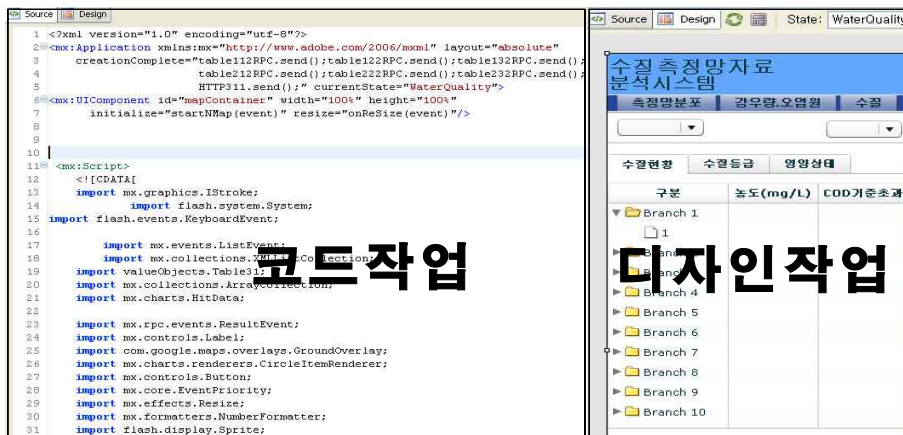 Source Design
1 <?xml version="1.0" encoding="utf-8"?>
2 <mx:Application xmlns:mx="http://www.adobe.com/2006/mxml" layout="absolute"
3 creationComplete="table112RPC.send();table122RPC.send();table132RPC.send();
4 table212RPC.send();table222RPC.send();table232RPC.send();
5 HTTP311.send();" currentState="WaterQuality">
6 <mx:UIComponent id="mapContainer" width="100%" height="100%"
7 initialize="startNMap(event)" resize="onReSize(event)"/>
8
9
10
11 <mx:Script>
12 <![CDATA[
13 import mx.graphics.IStroke;
14 import flash.system.System;
15 import flash.events.KeyboardEvent;
16
17 import mx.events.ListEvent;
18 import mx.collections.XMLListCollection;
19 import valueObjects.Table31;
20 import mx.collections.ArrayCollection;
21 import mx.charts.HitData;
22
23 import mx.rpc.events.ResultEvent;
24 import mx.controls.Label;
25 import com.google.maps.overlays.GroundOverlay;
26 import mx.charts.renderers.CircleItemRenderer;
27 import mx.controls.Button;
28 import mx.core.EventPriority;
29 import mx.effects.Resize;
30 import mx.formatters.NumberFormatter;
31 import flash.display.Sprite;
코드작업
Source Design State: WaterQuality
수질측정망자료
분석시스템
측정망분포 강우량.오염원 수질
수질현황 수질등급 영양상태
구분 농도(mg/L) COD기준초과
Branch 1
1
Branch
Branch
Branch 4
Branch 5
Branch 6
Branch 7
Branch 8
Branch 9
Branch 10
디자인작업